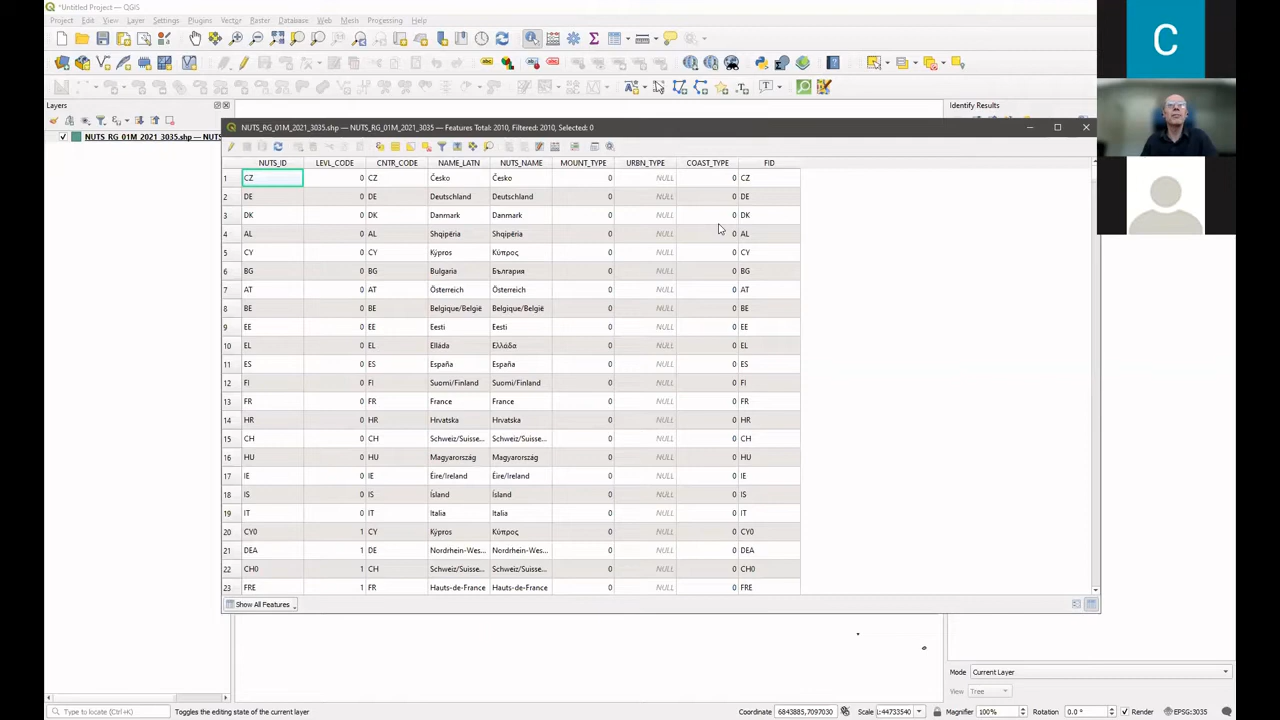 *Untitled Project — QGIS
Project Edit View Layer Settings Plugins Vector Raster Database Web Mesh Processing Help
C
Layers
Identify Results
NUTS_RG_01M_2021_3035.shp —
NUTS_RG_01M_2021_3035.shp — NUTS_RG_01M_2021_3035 — Features Total: 2010, Filtered: 2010, Selected: 0
NUTS_ID LEVL_CODE CNTR_CODE NAME_LATN NUTS_NAME MOUNT_TYPE URBN_TYPE COAST_TYPE FID
1 CZ 0 CZ Česko Česko 0 NULL 0 CZ
2 DE 0 DE Deutschland Deutschland 0 NULL 0 DE
3 DK 0 DK Danmark Danmark 0 NULL 0 DK
4 AL 0 AL Shqipëria Shqipëria 0 NULL 0 AL
5 CY 0 CY Kýpros Κύπρος 0 NULL 0 CY
6 BG 0 BG Bulgaria България 0 NULL 0 BG
7 AT 0 AT Österreich Österreich 0 NULL 0 AT
8 BE 0 BE Belgique/België Belgique/België 0 NULL 0 BE
9 EE 0 EE Eesti Eesti 0 NULL 0 EE
10 EL 0 EL Elláda Ελλάδα 0 NULL 0 EL
11 ES 0 ES España España 0 NULL 0 ES
12 FI 0 FI Suomi/Finland Suomi/Finland 0 NULL 0 FI
13 FR 0 FR France France 0 NULL 0 FR
14 HR 0 HR Hrvatska Hrvatska 0 NULL 0 HR
15 CH 0 CH Schweiz/Suisse... Schweiz/Suisse... 0 NULL 0 CH
16 HU 0 HU Magyarország Magyarország 0 NULL 0 HU
17 IE 0 IE Éire/Ireland Éire/Ireland 0 NULL 0 IE
18 IS 0 IS Ísland Ísland 0 NULL 0 IS
19 IT 0 IT Italia Italia 0 NULL 0 IT
20 CY0 1 CY Kýpros Κύπρος 0 NULL 0 CY0
21 DEA 1 DE Nordrhein-Wes... Nordrhein-Wes... 0 NULL 0 DEA
22 CH0 1 CH Schweiz/Suisse... Schweiz/Suisse... 0 NULL 0 CH0
23 FRE 1 FR Hauts-de-France Hauts-de-France 0 NULL 0 FRE
Show All Features
Mode Current Layer
View Tree
Type to locate (Ctrl+K) Toggles the editing state of the current layer Coordinate 6843885,7097030 Scale 1:44733540 Magnifier 100% Rotation 0.0 ° Render EPSG:3035